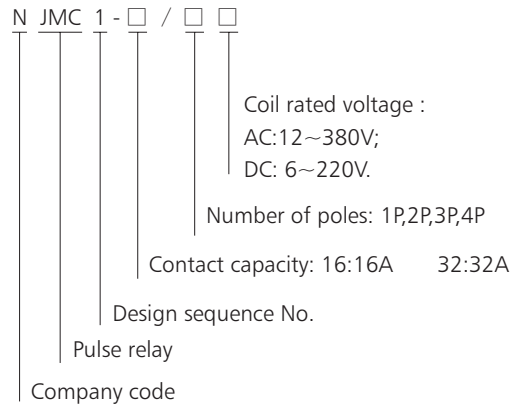 N JMC 1 - □ / □ □
Coil rated voltage :
AC:12~380V;
DC: 6~220V.
Number of poles: 1P,2P,3P,4P
Contact capacity: 16:16A 32:32A
Design sequence No.
Pulse relay
Company code